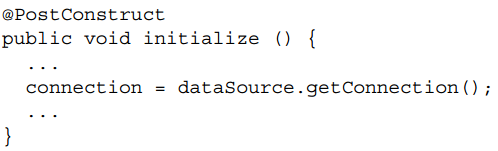 @PostConstruct
public void initialize () {
  ...
  connection = dataSource.getConnection();
  ...
}